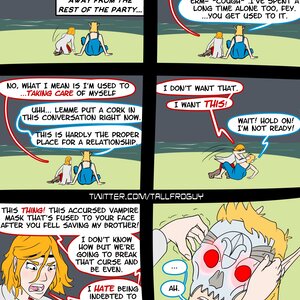 AWAY FROM THE
REST OF THE PARTY...
ERM- *COUGH* .I'VE SPENT A
LONG TIME ALONE TOO, FEY.
...YOU GET USED TO IT.
NO, WHAT I MEAN IS I'M USED TO
...TAKING CARE OF MYSELF
UHH... LEMME PUT A CORK IN
THIS CONVERSATION RIGHT NOW.
THIS IS HARDLY THE PROPER
PLACE FOR A RELATIONSHIP.
I DON'T WANT THAT.
I WANT THIS!
WAIT! HOLD ON!
I'M NOT READY!
TWITTER.COM/TALLFROGUY
THIS THING! THIS ACCURSED VAMPIRE
MASK THAT'S FUSED TO YOUR FACE
AFTER YOU FELL SAVING MY BROTHER!
I DON'T KNOW
HOW BUT WE'RE
GOING TO BREAK
THAT CURSE AND
BE EVEN.
I HATE BEING
INDEBTED TO
...
AH.